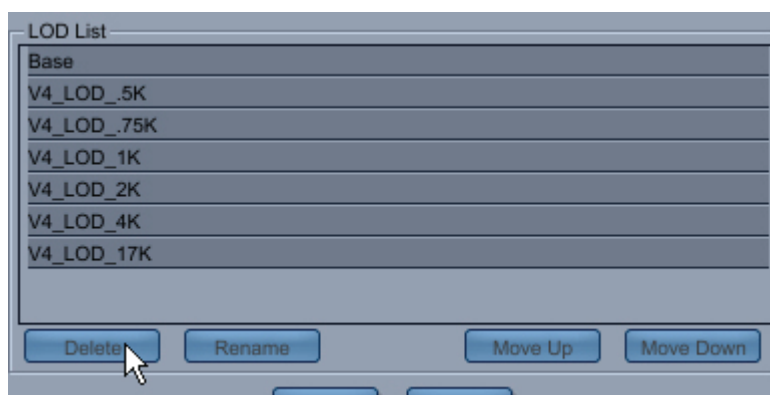 LOD List
Base
V4_LOD_.5K
V4_LOD_.75K
V4_LOD_1K
V4_LOD_2K
V4_LOD_4K
V4_LOD_17K
Delete Rename Move Up Move Down